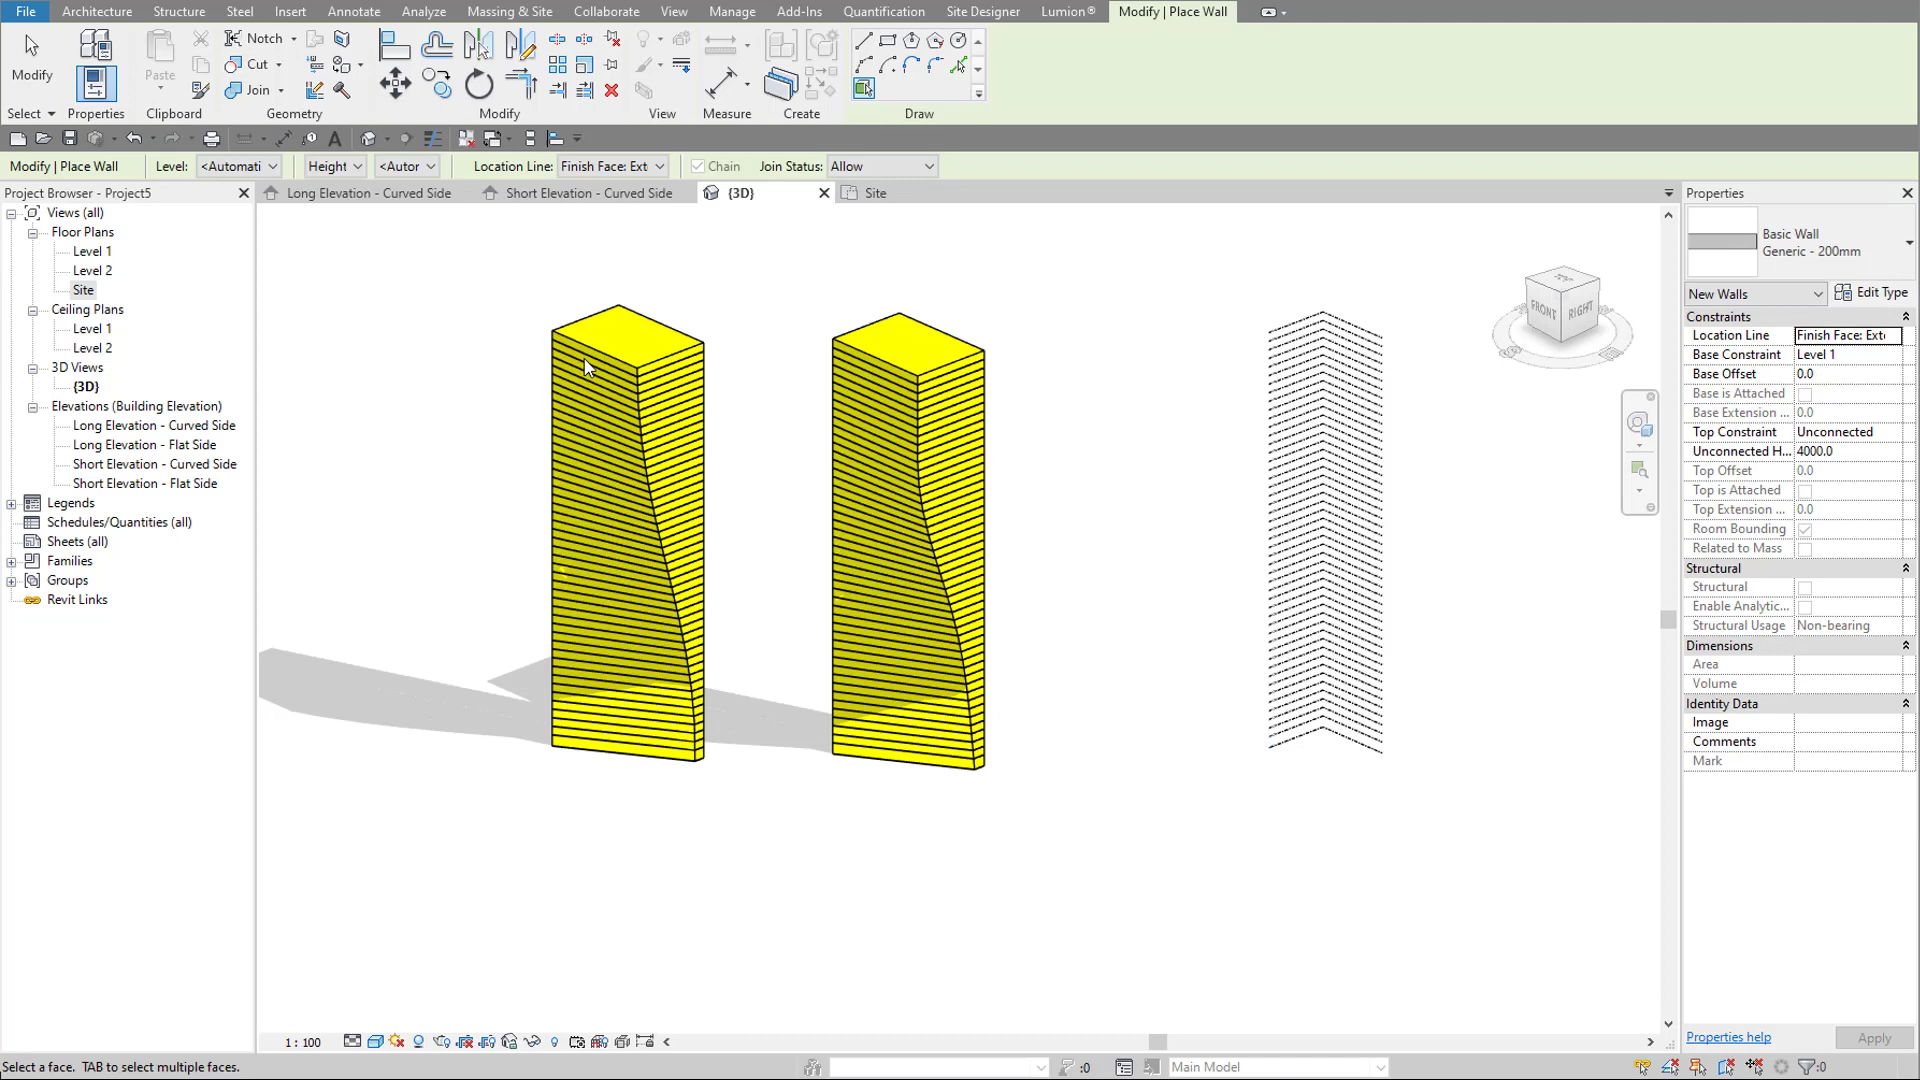 File Architecture Structure Steel Insert Annotate Analyze Massing & Site Collaborate View Manage Add-Ins Quantification Site Designer Lumion® Modify | Place Wall
Notch
Cut
Join
Modify
Paste
Select Properties Clipboard Geometry Modify View Measure Create Draw
Modify | Place Wall Level: <Automati Height <Autor Location Line: Finish Face: Ext Chain Join Status: Allow
Project Browser - Project5
Long Elevation - Curved Side Short Elevation - Curved Side {3D} Site
Properties
Views (all)
Floor Plans
Level 1
Level 2
Site
Ceiling Plans
Level 1
Level 2
3D Views
{3D}
Elevations (Building Elevation)
Long Elevation - Curved Side
Long Elevation - Flat Side
Short Elevation - Curved Side
Short Elevation - Flat Side
Legends
Schedules/Quantities (all)
Sheets (all)
Families
Groups
Revit Links
FRONT RIGHT
Basic Wall
Generic - 200mm
New Walls Edit Type
Constraints
Location Line Finish Face: Ext
Base Constraint Level 1
Base Offset 0.0
Base is Attached
Base Extension ... 0.0
Top Constraint Unconnected
Unconnected H... 4000.0
Top Offset 0.0
Top is Attached
Top Extension ... 0.0
Room Bounding
Related to Mass
Structural
Structural
Enable Analytic...
Structural Usage Non-bearing
Dimensions
Area
Volume
Identity Data
Image
Comments
Mark
Properties help Apply
1 : 100
Select a face. TAB to select multiple faces.
:0
Main Model
:0